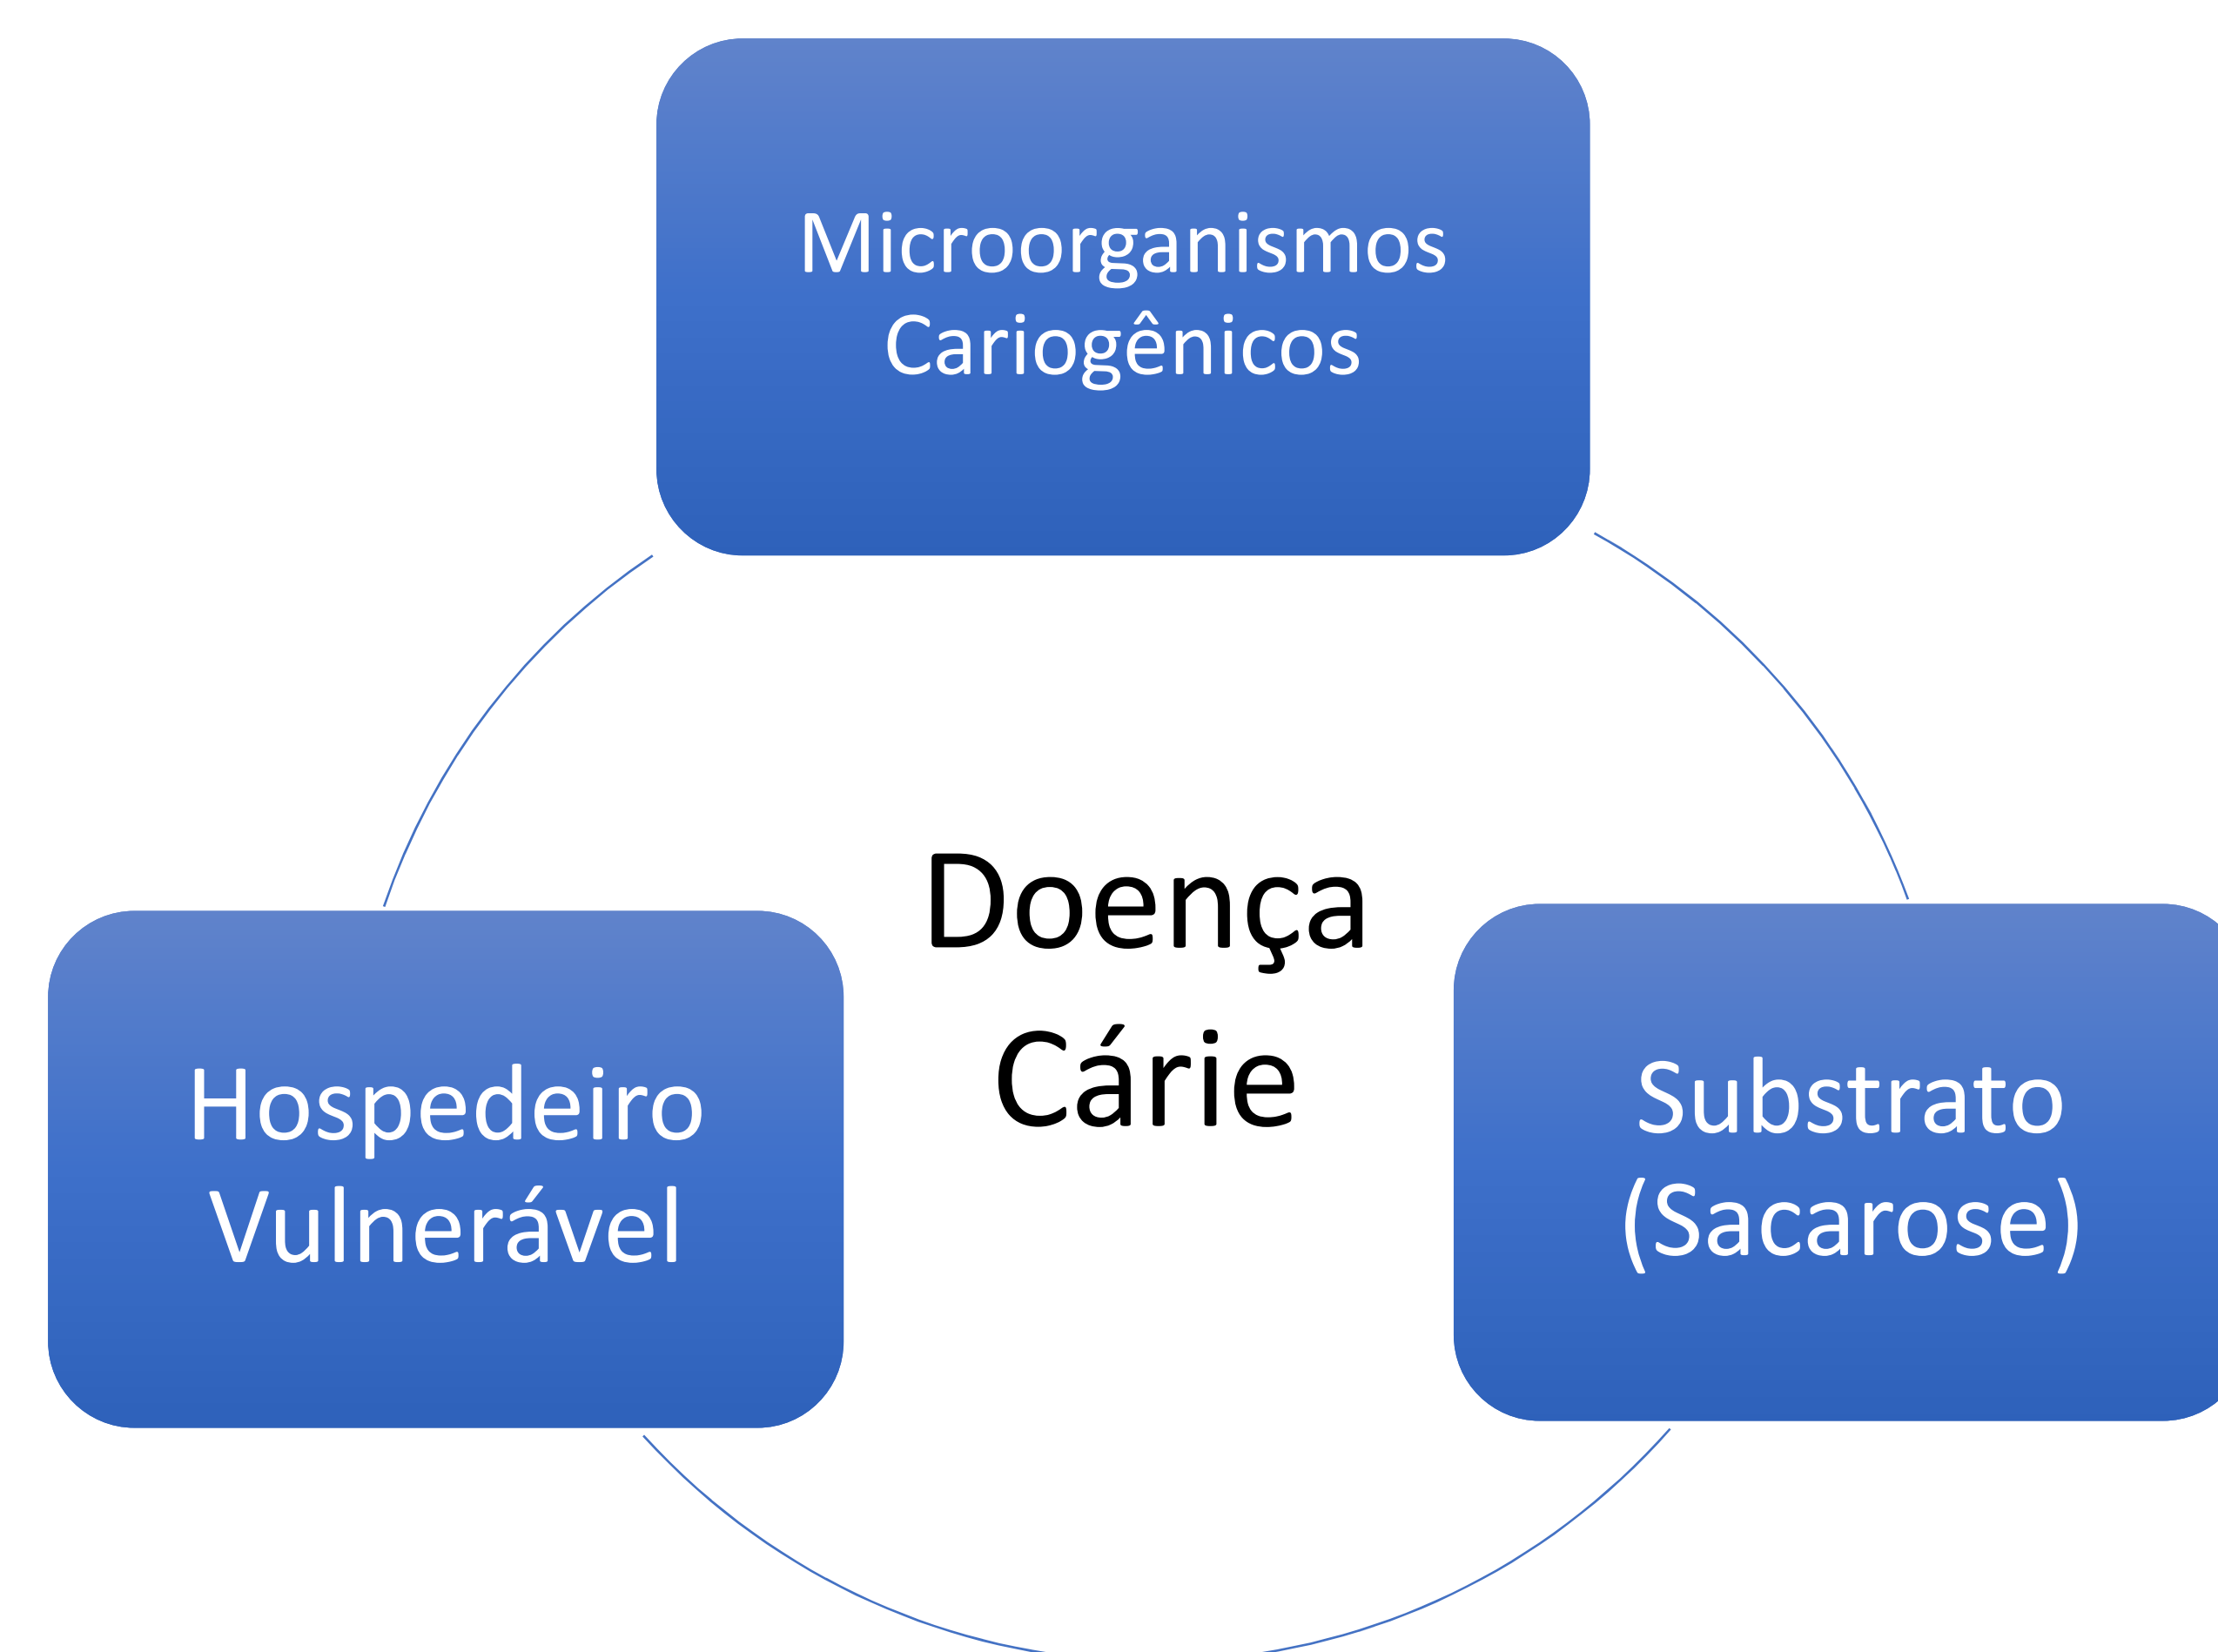 Microorganismos
Cariogênicos
Doença
Cárie
Hospedeiro
Vulnerável
Substrato
(Sacarose)